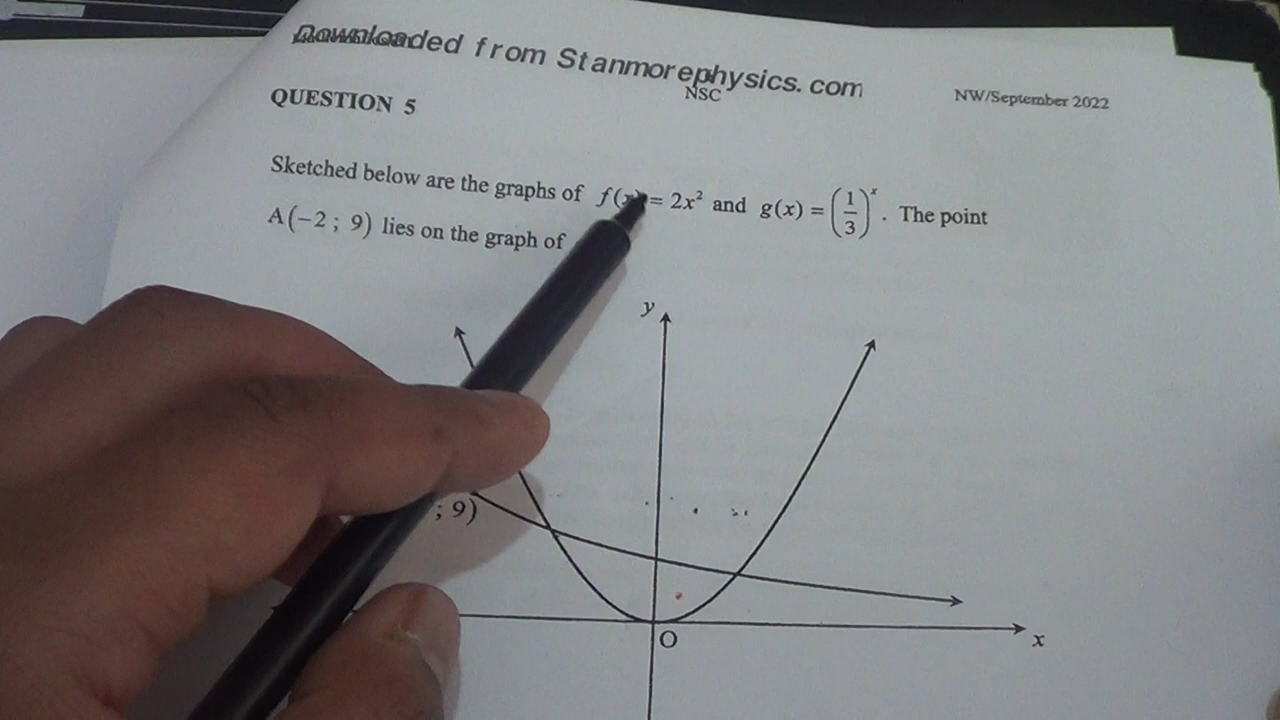 Downloaded from Stanmorephysics.com
NSC
NW/September 2022
QUESTION 5
Sketched below are the graphs of f(x) = 2x² and g(x) = (1/3)ˣ. The point
A(−2 ; 9) lies on the graph of
y
; 9)
O
x